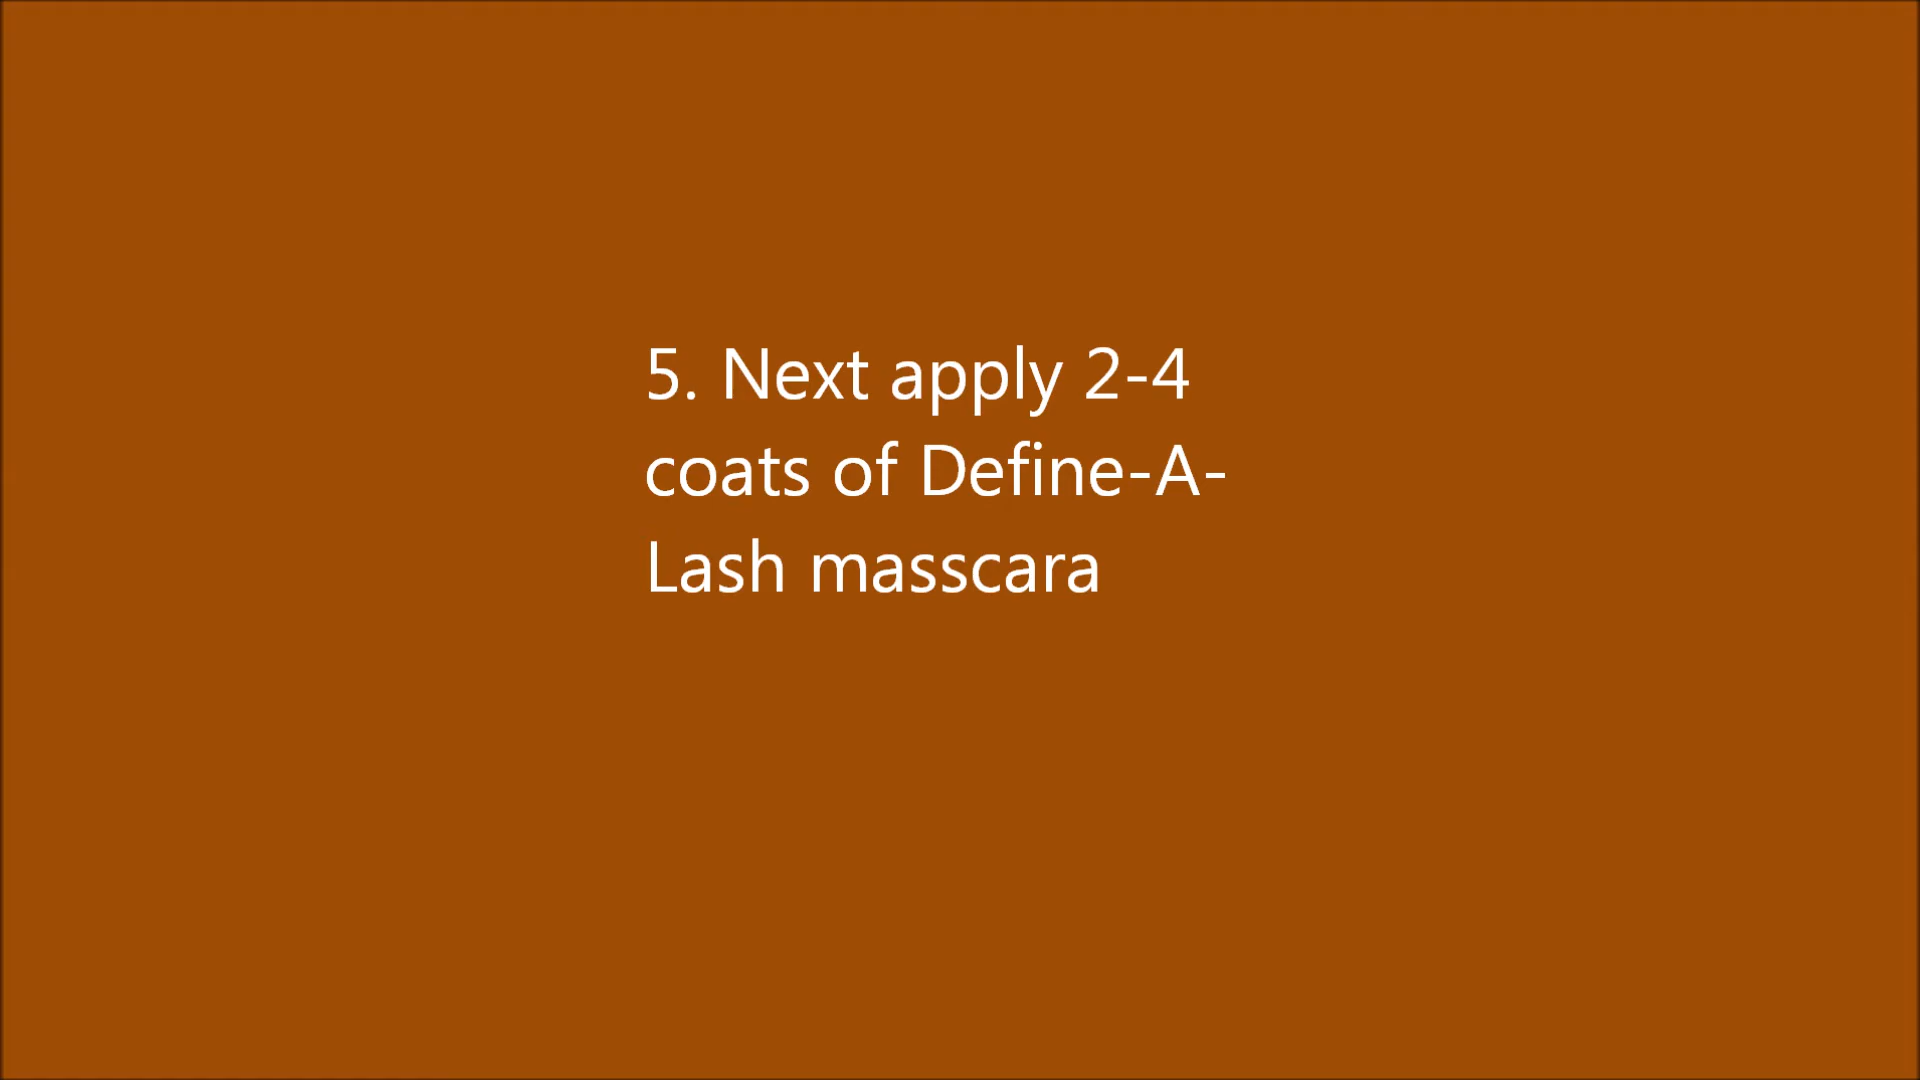 5. Next apply 2-4
coats of Define-A-
Lash masscara